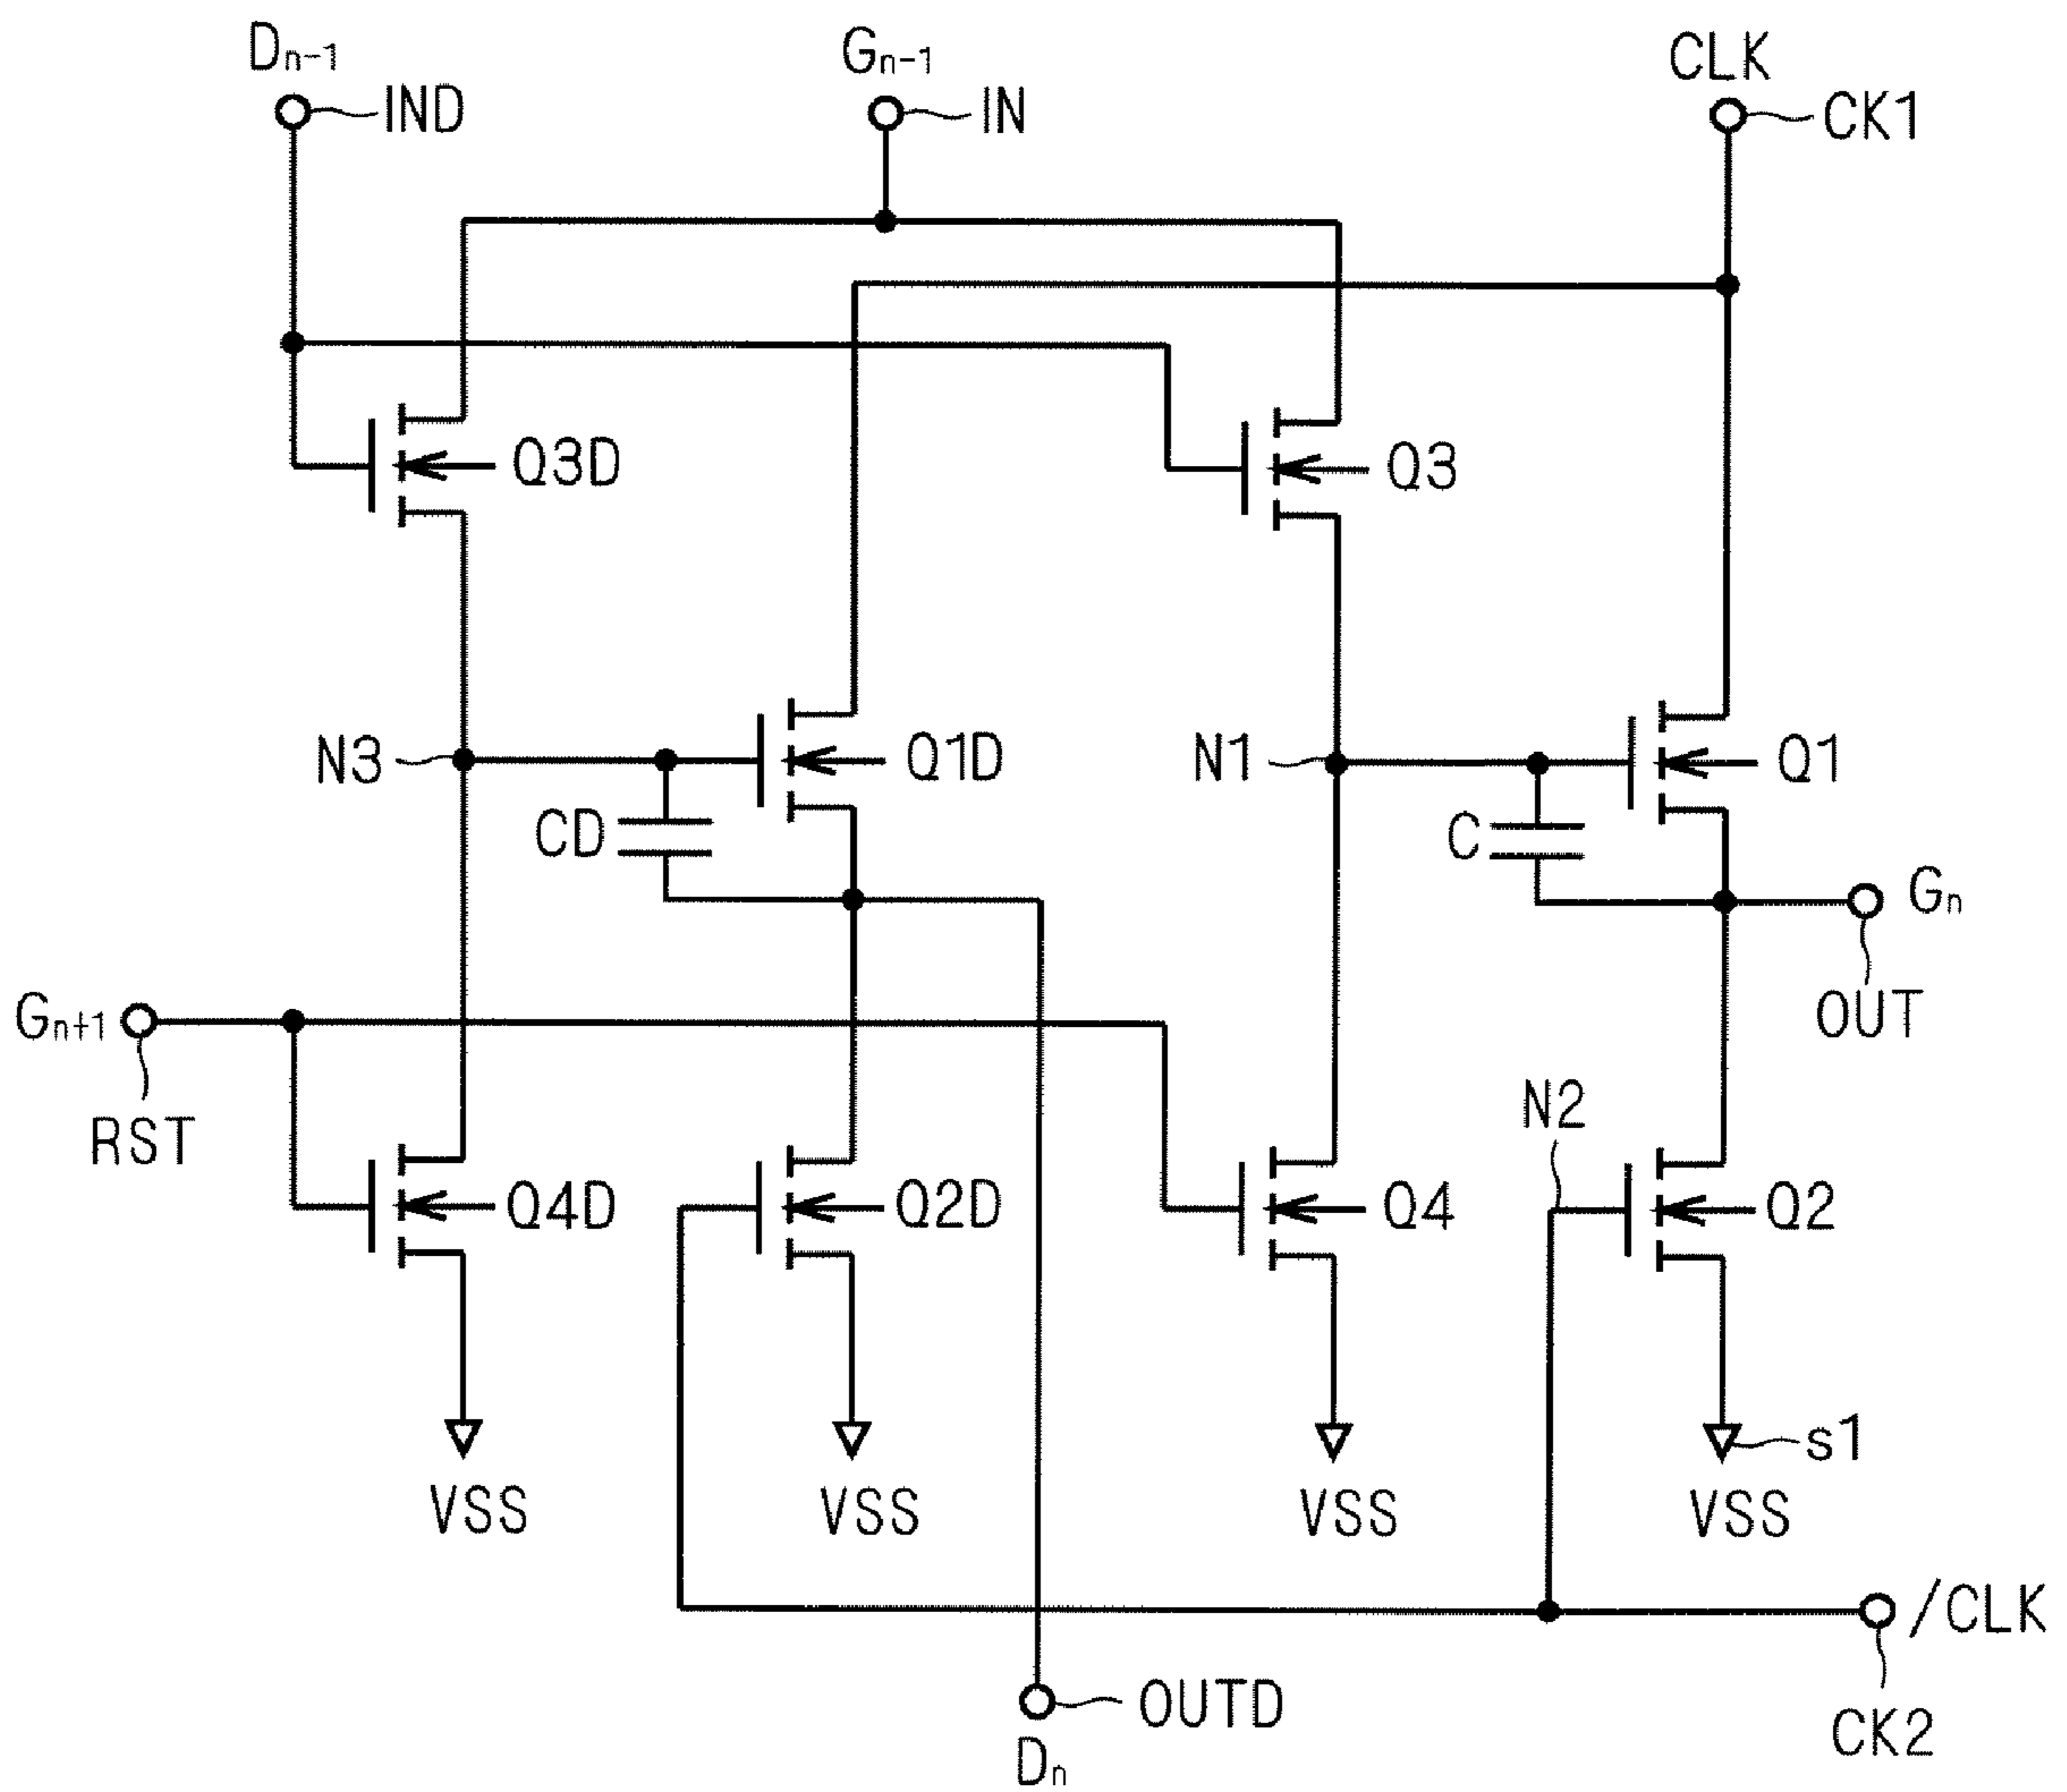 Dn-1
IND
Gn-1
IN
CLK
CK1
Q3D
Q3
N3
Q1D
N1
Q1
CD
C
Gn
OUT
Gn+1
RST
N2
Q4D
Q2D
Q4
Q2
s1
VSS
VSS
VSS
VSS
/CLK
CK2
OUTD
Dn